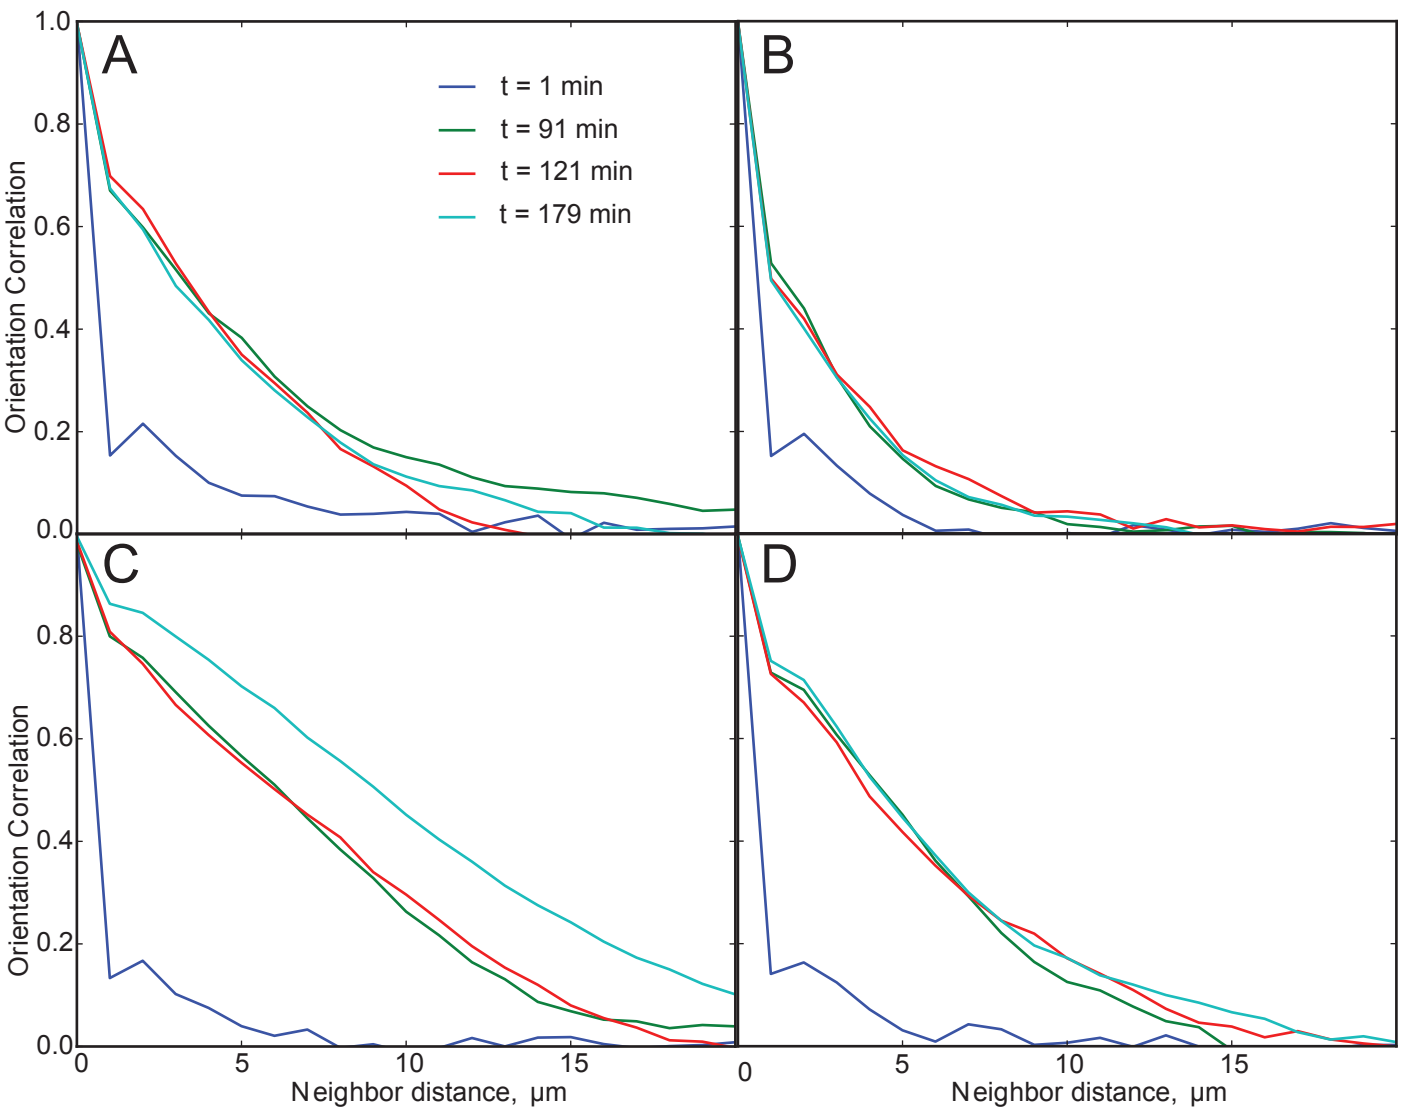 A
B
t = 1 min
t = 91 min
t = 121 min
t = 179 min
1.0
0.8
0.6
0.4
0.2
0.0
Orientation Correlation
C
D
0.8
0.6
0.4
0.2
0.0
Orientation Correlation
0 5 10 15
0 5 10 15
Neighbor distance, µm
Neighbor distance, µm